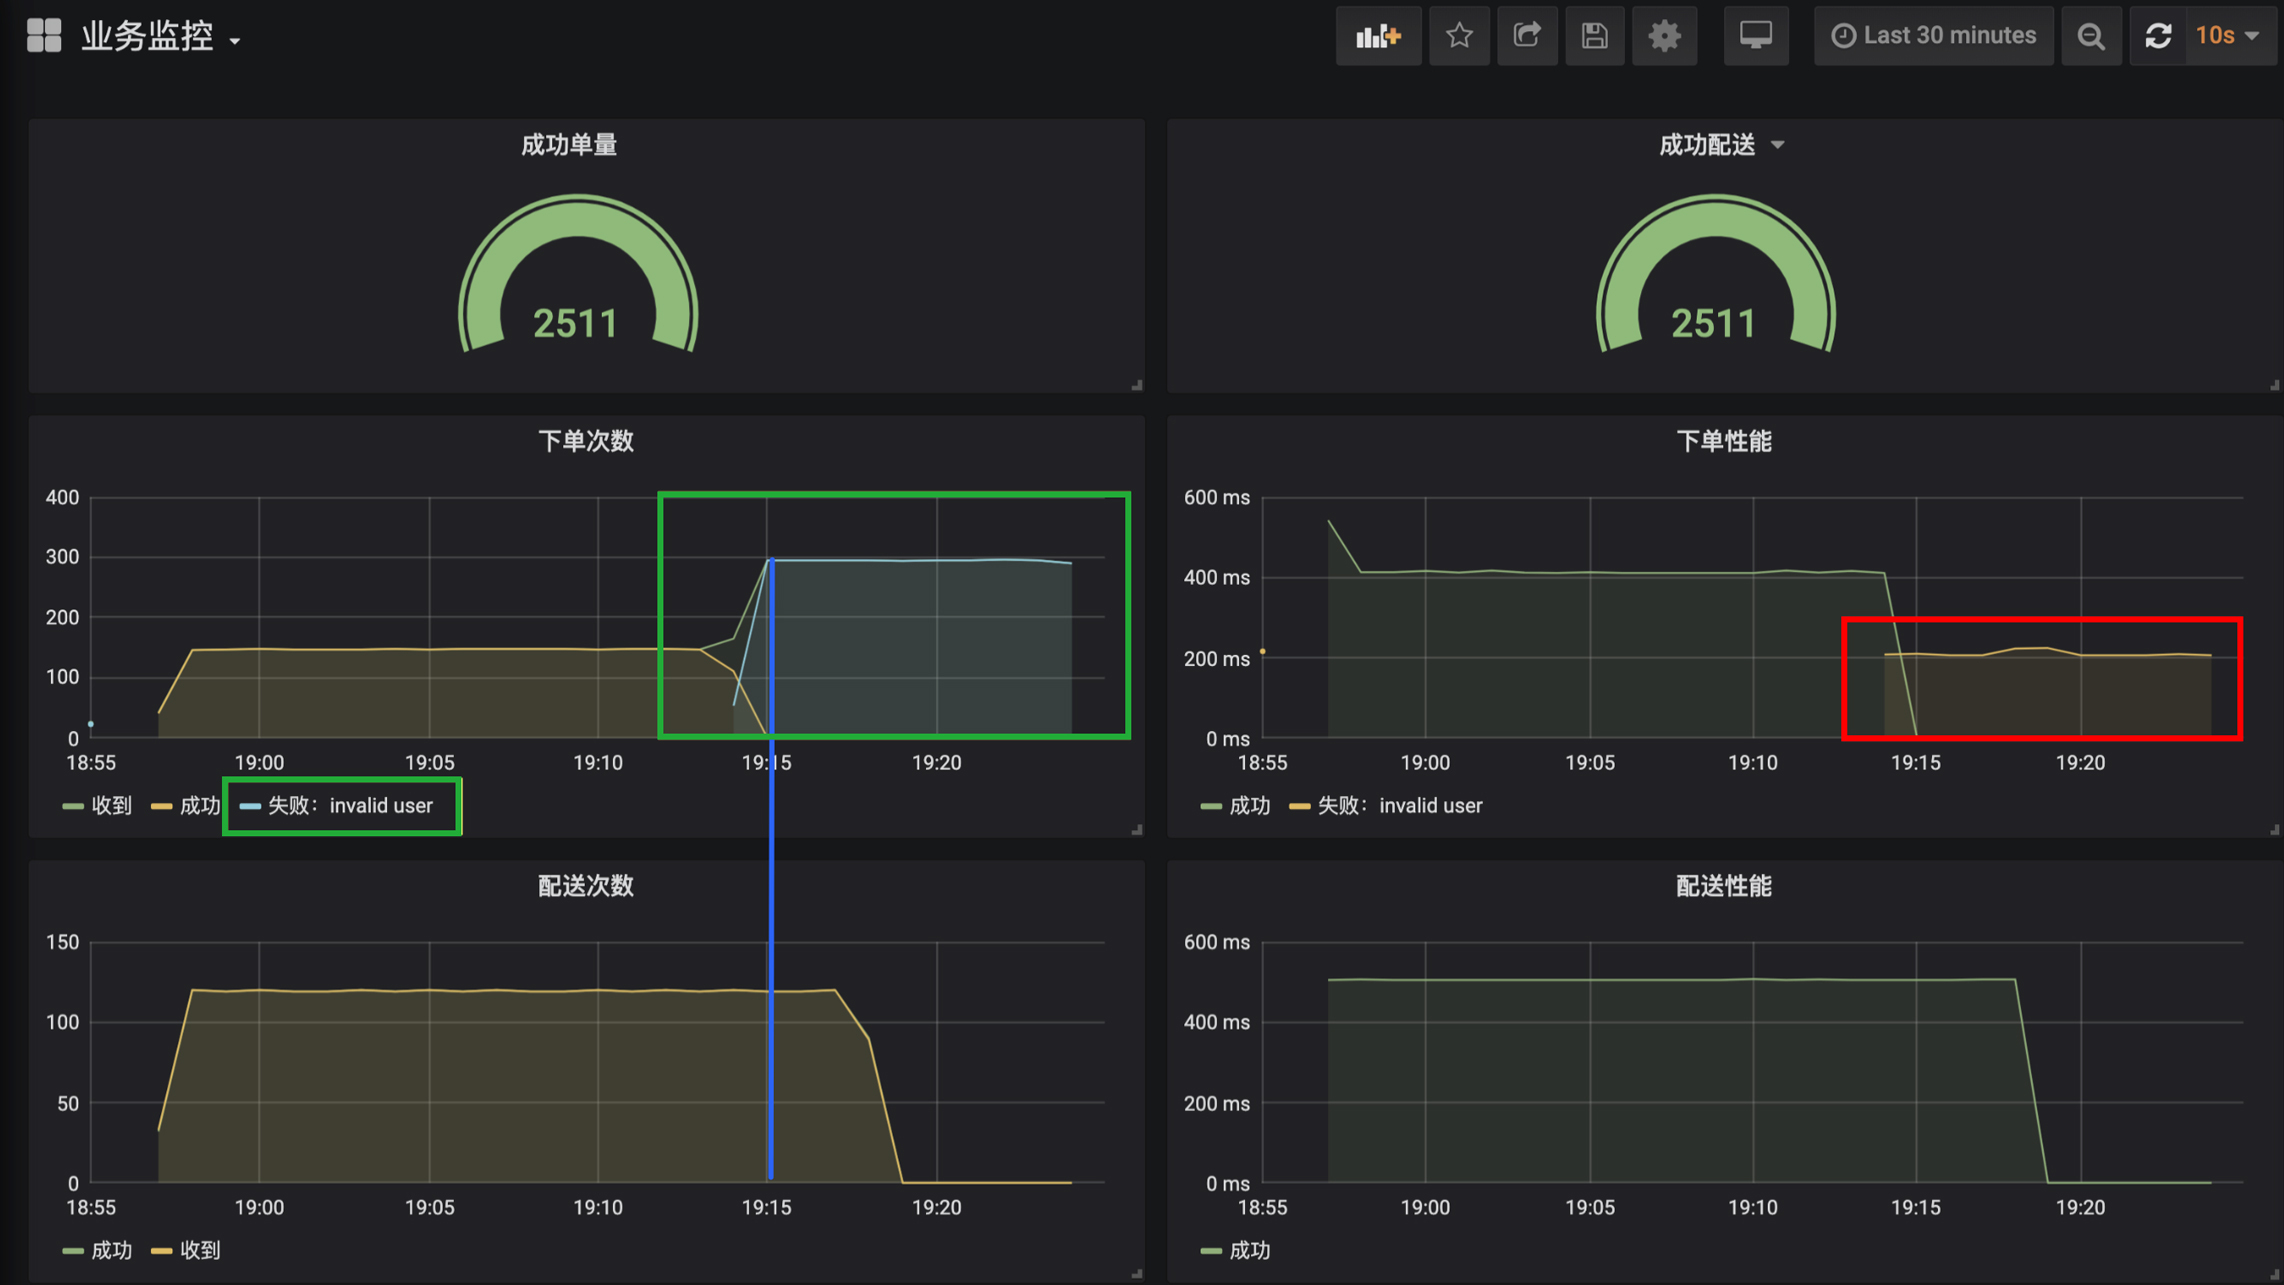 业务监控
Last 30 minutes
10s
成功单量
2511
成功配送
2511
下单次数
400
300
200
100
0
18:55 19:00 19:05 19:10 19:15 19:20
收到 成功 失败：invalid user
下单性能
600 ms
400 ms
200 ms
0 ms
18:55 19:00 19:05 19:10 19:15 19:20
成功 失败：invalid user
配送次数
150
100
50
0
18:55 19:00 19:05 19:10 19:15 19:20
成功 收到
配送性能
600 ms
400 ms
200 ms
0 ms
18:55 19:00 19:05 19:10 19:15 19:20
成功